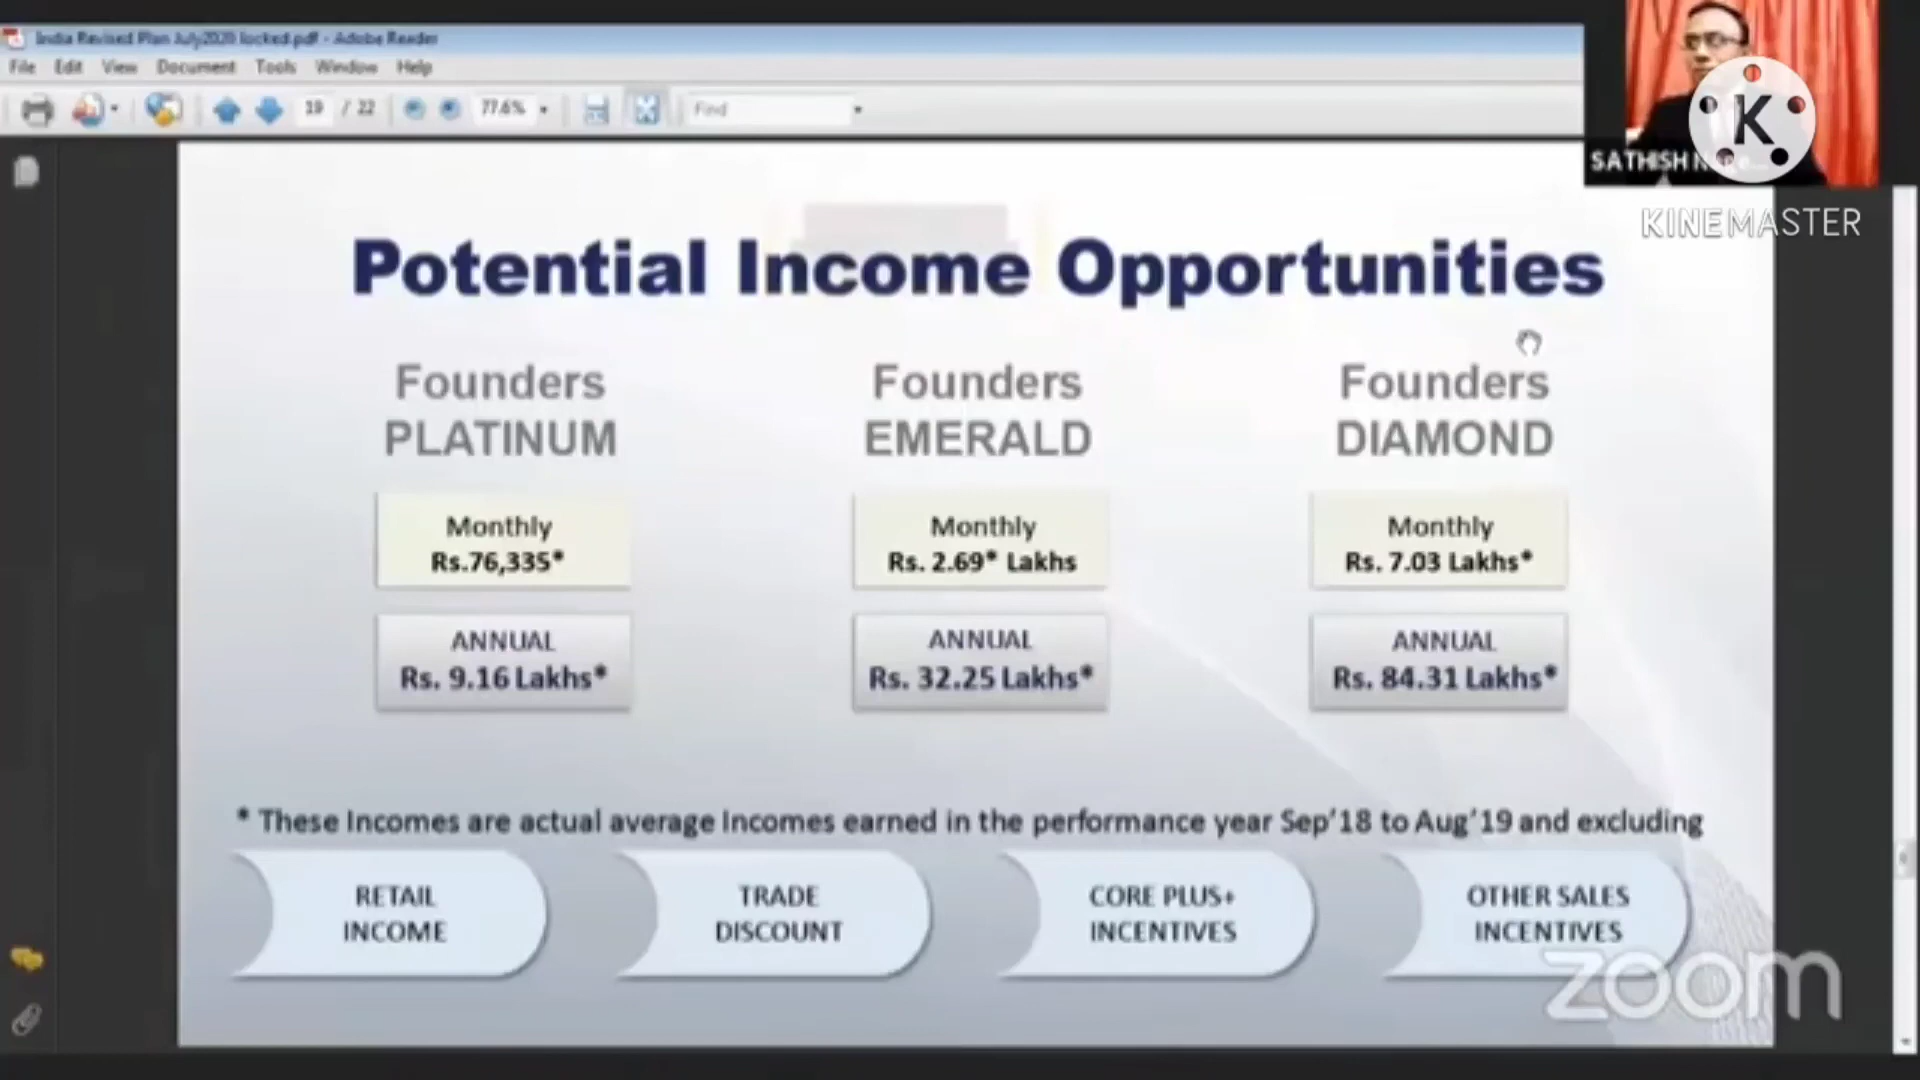 India Revised Plan July2020 locked.pdf - Adobe Reader
File Edit View Document Tools Window Help
19 / 22 77.6% Find
K
SATHISH
KINEMASTER
Potential Income Opportunities
Founders
PLATINUM
Monthly
Rs.76,335*
ANNUAL
Rs. 9.16 Lakhs*
Founders
EMERALD
Monthly
Rs. 2.69* Lakhs
ANNUAL
Rs. 32.25 Lakhs*
Founders
DIAMOND
Monthly
Rs. 7.03 Lakhs*
ANNUAL
Rs. 84.31 Lakhs*
* These Incomes are actual average Incomes earned in the performance year Sep'18 to Aug'19 and excluding
RETAIL
INCOME
TRADE
DISCOUNT
CORE PLUS+
INCENTIVES
OTHER SALES
INCENTIVES
zoom